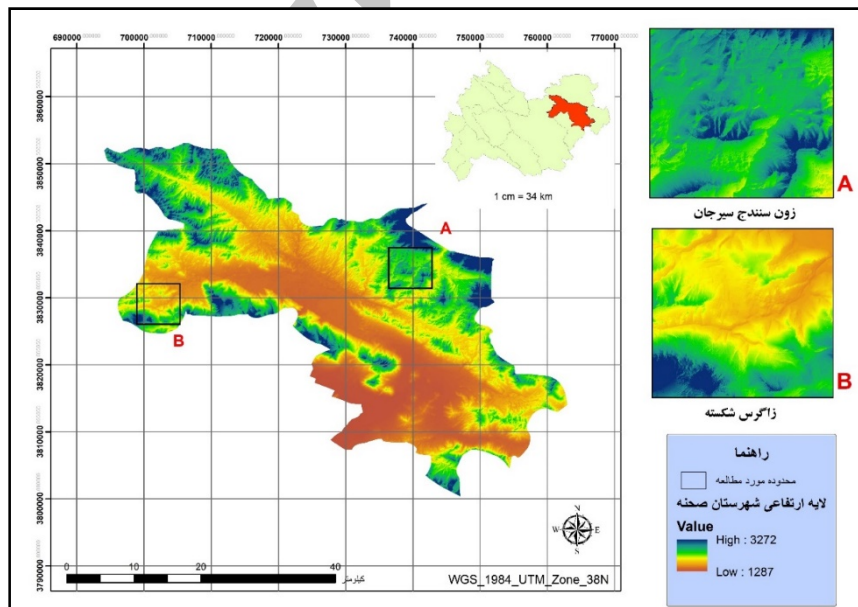 690000 700000 710000 720000 730000 740000 750000 760000 770000
3860000
3850000
3840000
3830000
3820000
3810000
3800000
3790000
1 cm = 34 km
A
B
N
W E
S
0 10 20 40
کیلومتر
WGS_1984_UTM_Zone_38N
A
زون سنندج سیرجان
B
زاگرس شکسته
راهنما
محدوده مورد مطالعه
لایه ارتفاعی شهرستان صحنه
Value
High : 3272
Low : 1287